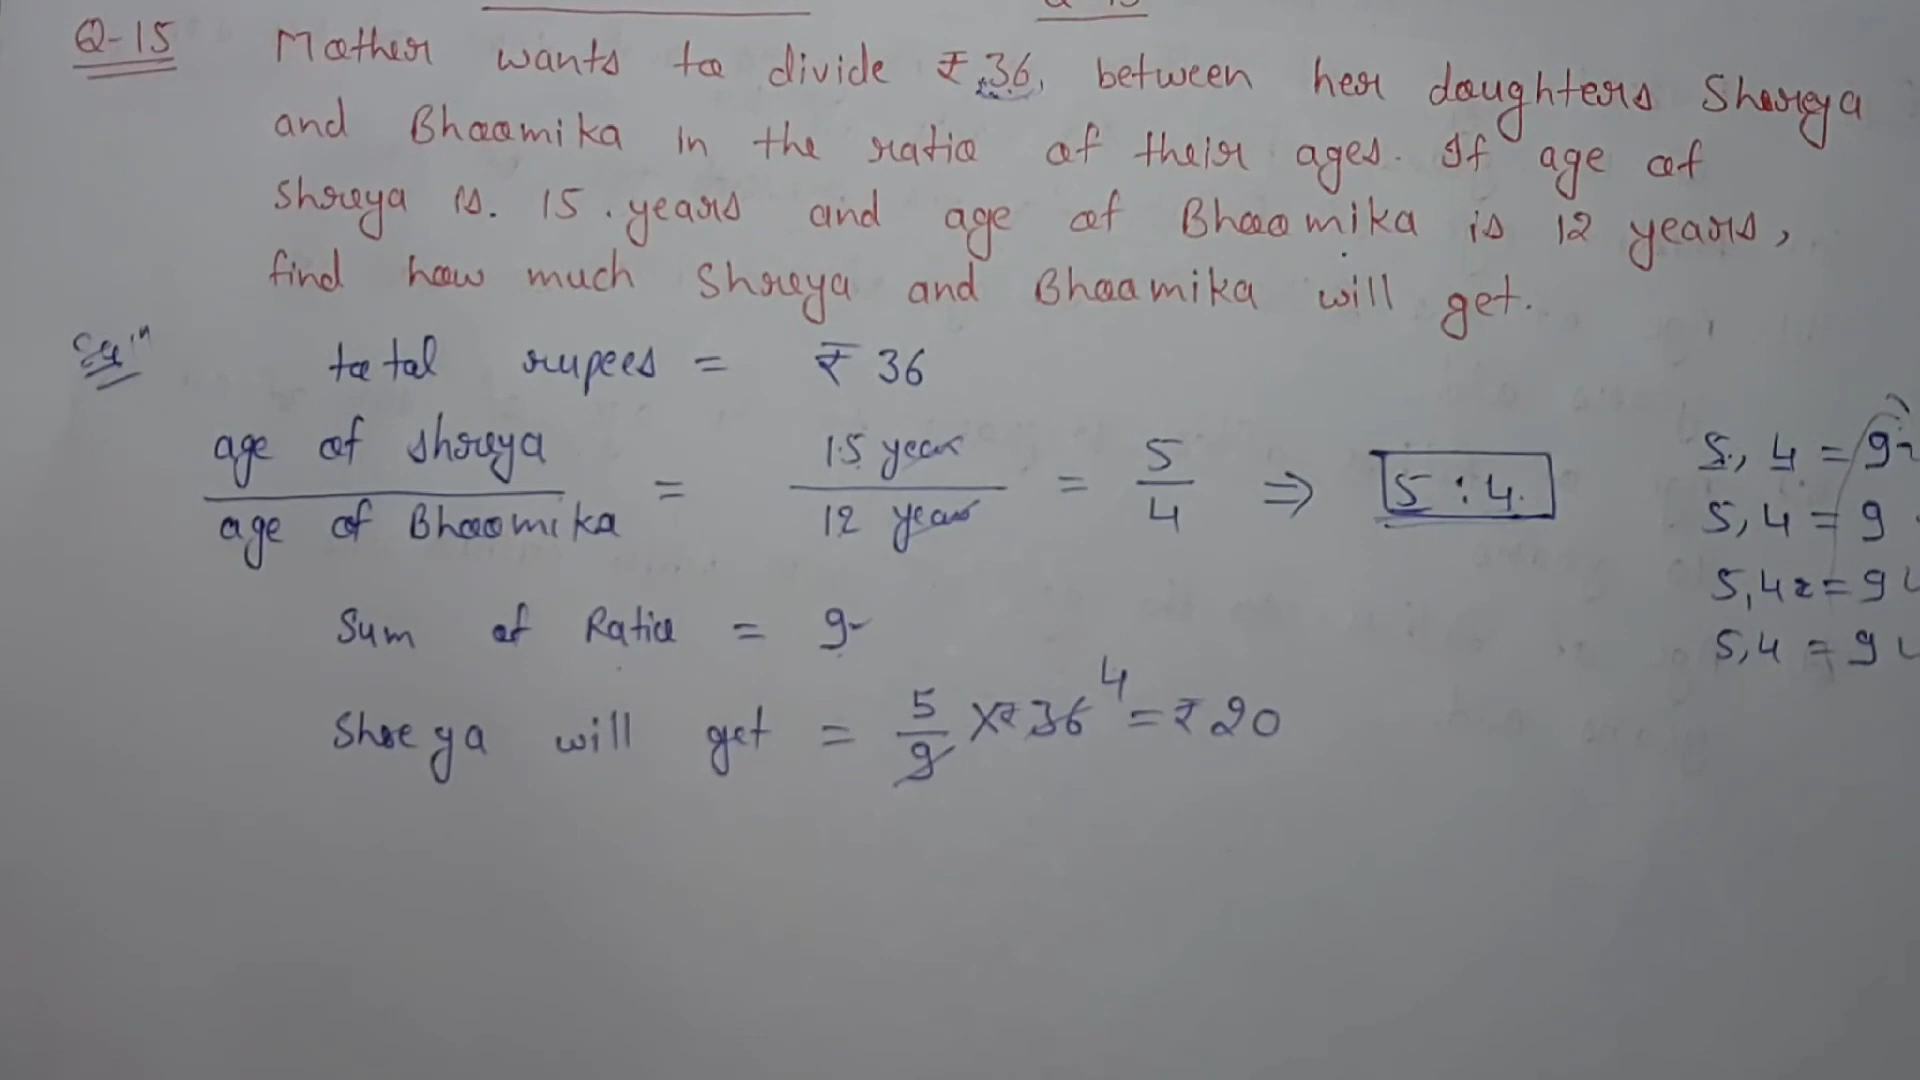 Q-15 Mother wants to divide ₹ 36, between her daughters Shreya
and Bhoomika in the ratio of their ages. If age of
Shreya is 15 years and age of Bhoomika is 12 years,
find how much Shreya and Bhoomika will get.
Solⁿ total rupees = ₹ 36
age of shreya / age of Bhoomika = 15 year / 12 year = 5/4 ⇒ 5 : 4
5, 4 = 9
5, 4 = 9
5, 4 = 9
5, 4 = 9
Sum of Ratio = 9
Shreya will get = 5/9 × ₹ 36 4 = ₹ 20